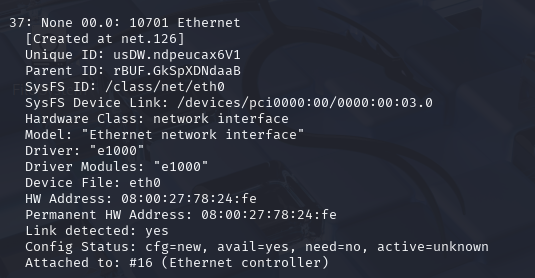 37: None 00.0: 10701 Ethernet
[Created at net.126]
Unique ID: usDW.ndpeucax6V1
Parent ID: rBUF.GkSpXDNdaaB
SysFS ID: /class/net/eth0
SysFS Device Link: /devices/pci0000:00/0000:00:03.0
Hardware Class: network interface
Model: "Ethernet network interface"
Driver: "e1000"
Driver Modules: "e1000"
Device File: eth0
HW Address: 08:00:27:78:24:fe
Permanent HW Address: 08:00:27:78:24:fe
Link detected: yes
Config Status: cfg=new, avail=yes, need=no, active=unknown
Attached to: #16 (Ethernet controller)